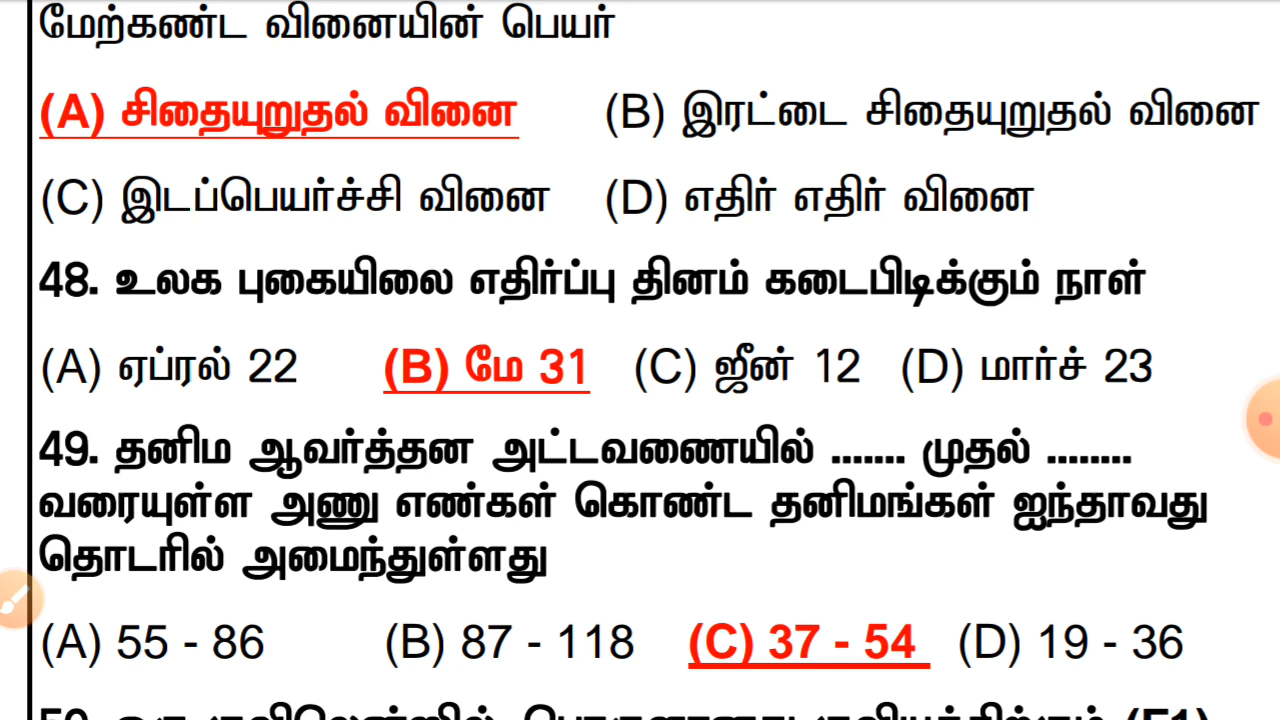 மேற்கண்ட வினையின் பெயர்
(A) சிதையுறுதல் வினை (B) இரட்டை சிதையுறுதல் வினை
(C) இடப்பெயர்ச்சி வினை (D) எதிர் எதிர் வினை
48. உலக புகையிலை எதிர்ப்பு தினம் கடைபிடிக்கும் நாள்
(A) ஏப்ரல் 22 (B) மே 31 (C) ஜீன் 12 (D) மார்ச் 23
49. தனிம ஆவர்த்தன அட்டவணையில் ....... முதல் ........
வரையுள்ள அணு எண்கள் கொண்ட தனிமங்கள் ஐந்தாவது
தொடரில் அமைந்துள்ளது
(A) 55 - 86 (B) 87 - 118 (C) 37 - 54 (D) 19 - 36